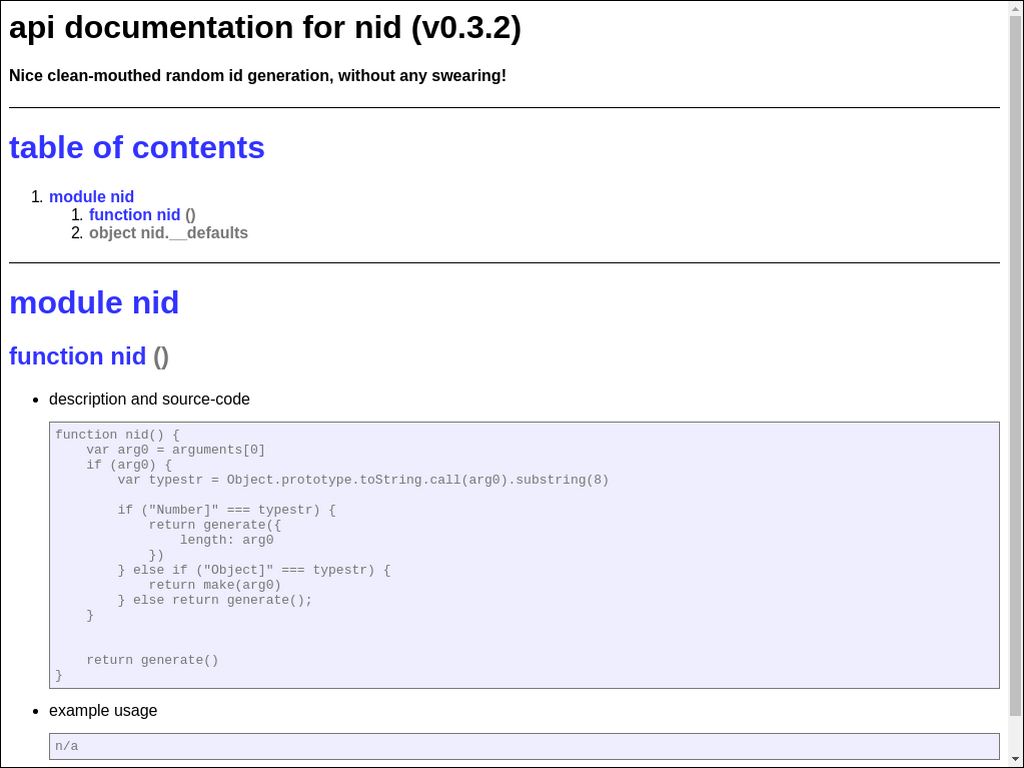 api documentation for nid (v0.3.2)
Nice clean-mouthed random id generation, without any swearing!
table of contents
1. module nid
1. function nid ()
2. object nid.__defaults
module nid
function nid ()
• description and source-code
function nid() {
    var arg0 = arguments[0]
    if (arg0) {
        var typestr = Object.prototype.toString.call(arg0).substring(8)
        if ("Number]" === typestr) {
            return generate({
                length: arg0
            })
        } else if ("Object]" === typestr) {
            return make(arg0)
        } else return generate();
    }
    return generate()
}
• example usage
n/a